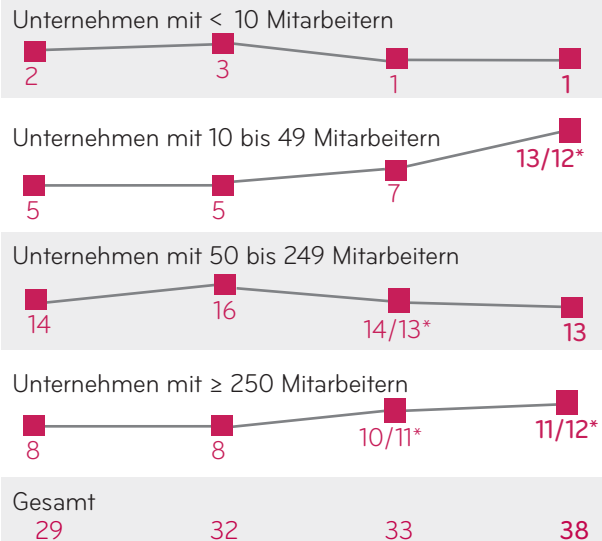 Unternehmen mit < 10 Mitarbeitern
2 3 1 1
Unternehmen mit 10 bis 49 Mitarbeitern
5 5 7 13/12*
Unternehmen mit 50 bis 249 Mitarbeitern
14 16 14/13* 13
Unternehmen mit ≥ 250 Mitarbeitern
8 8 10/11* 11/12*
Gesamt
29 32 33 38